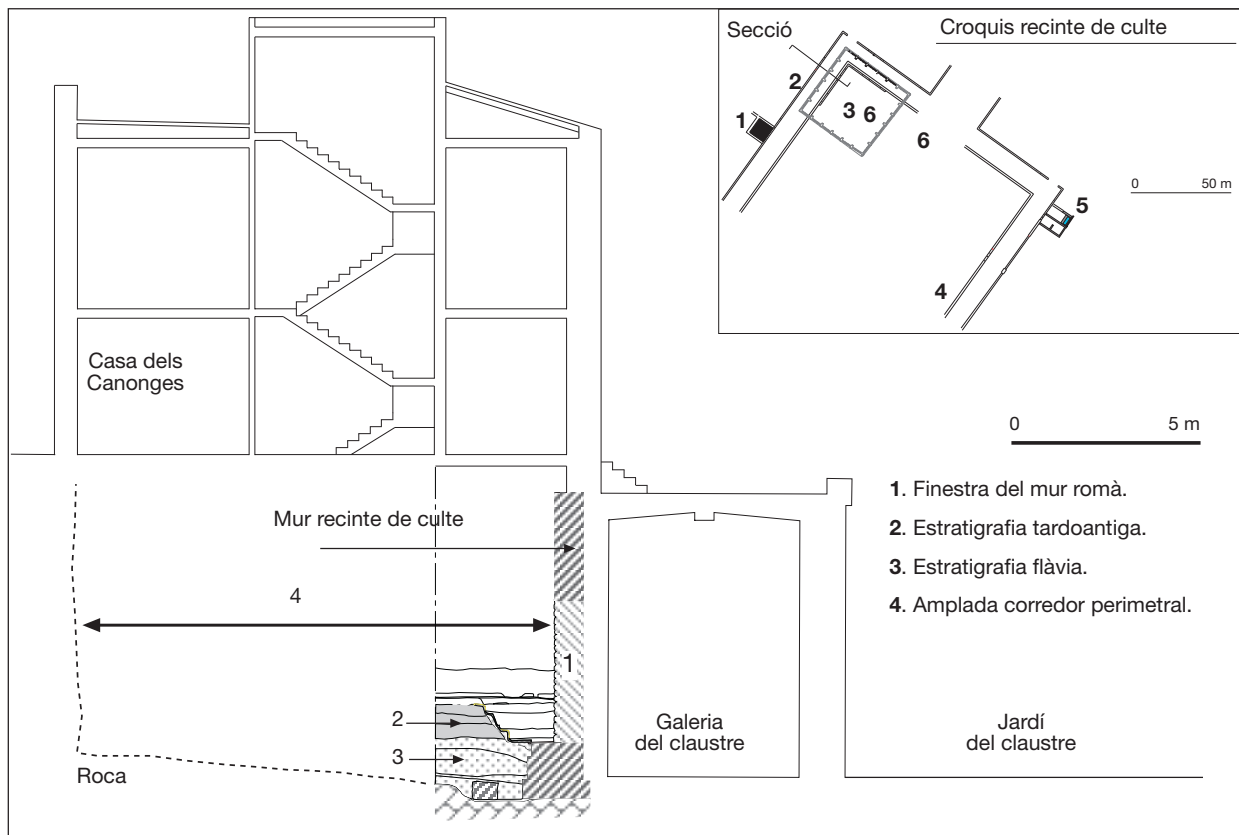 Secció
Croquis recinte de culte
2
1
3 6
6
0 50 m
5
4
Casa dels
Canonges
0 5 m
Mur recinte de culte
1. Finestra del mur romà.
2. Estratigrafia tardoantiga.
3. Estratigrafia flàvia.
4. Amplada corredor perimetral.
4
1
2
3
Galeria
del claustre
Jardí
del claustre
Roca